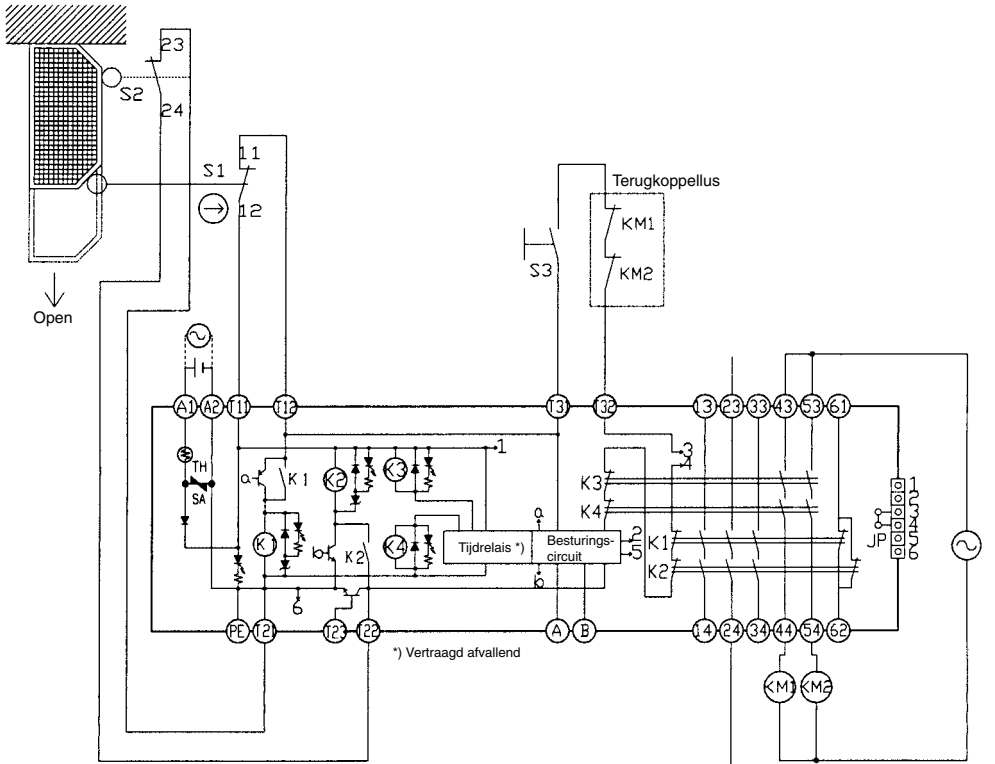 23
S2
24
11
S1
12
Open
Terugkoppellus
KM1
S3
KM2
A1 A2 T11 T12 T31 T32 13 23 33 43 53 61
1
TH
SA
a
K1
K2
K3
3
4
K3
K4
1
2
3
4
5
6
JP
K1
b
K2
K4
Tijdrelais *)
a
Besturings-
circuit
b
2
5
K1
K2
6
PE T21 T23 T22 A B 14 24 34 44 54 62
*) Vertraagd afvallend
KM1 KM2